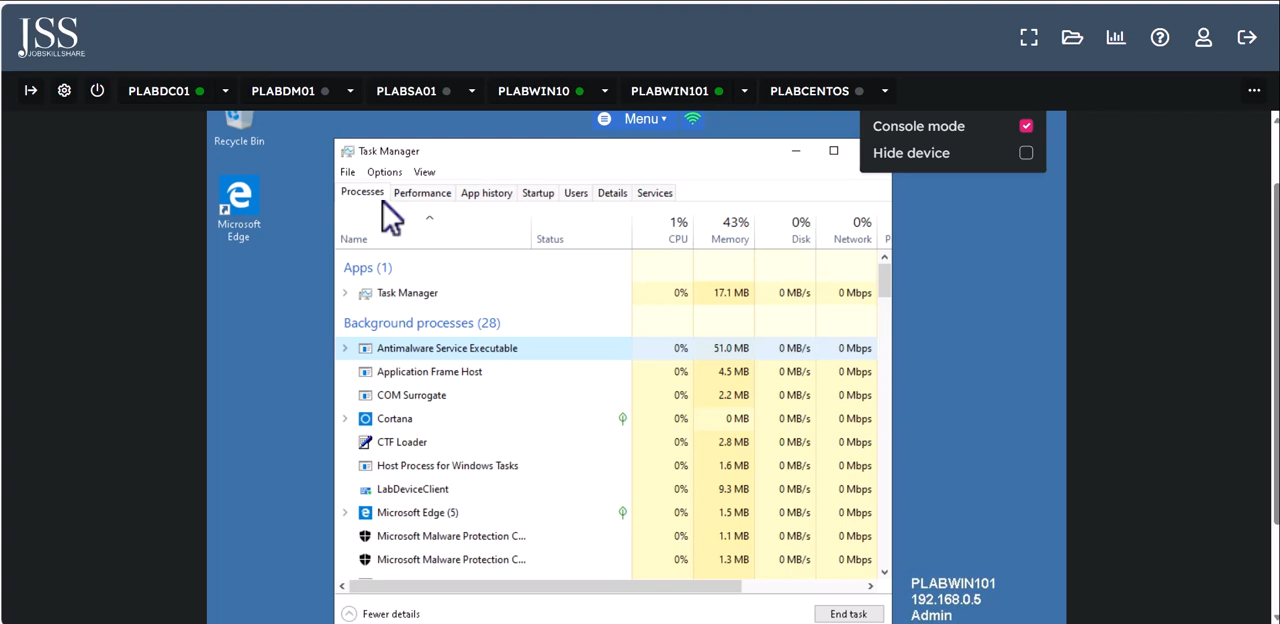 JSS
JOBSKILLSHARE
PLABDC01 PLABDM01 PLABSA01 PLABWIN10 PLABWIN101 PLABCENTOS
Recycle Bin
Menu
Console mode
Hide device
Task Manager
File Options View
Processes Performance App history Startup Users Details Services
1% 43% 0% 0%
Name Status CPU Memory Disk Network P
Apps (1)
Task Manager 0% 17.1 MB 0 MB/s 0 Mbps
Background processes (28)
Antimalware Service Executable 0% 51.0 MB 0 MB/s 0 Mbps
Application Frame Host 0% 4.5 MB 0 MB/s 0 Mbps
COM Surrogate 0% 2.2 MB 0 MB/s 0 Mbps
Cortana 0% 0 MB 0 MB/s 0 Mbps
CTF Loader 0% 2.8 MB 0 MB/s 0 Mbps
Host Process for Windows Tasks 0% 1.6 MB 0 MB/s 0 Mbps
LabDeviceClient 0% 9.3 MB 0 MB/s 0 Mbps
Microsoft Edge (5) 0% 1.5 MB 0 MB/s 0 Mbps
Microsoft Malware Protection C... 0% 1.1 MB 0 MB/s 0 Mbps
Microsoft Malware Protection C... 0% 1.3 MB 0 MB/s 0 Mbps
Fewer details End task
Microsoft
Edge
PLABWIN101
192.168.0.5
Admin